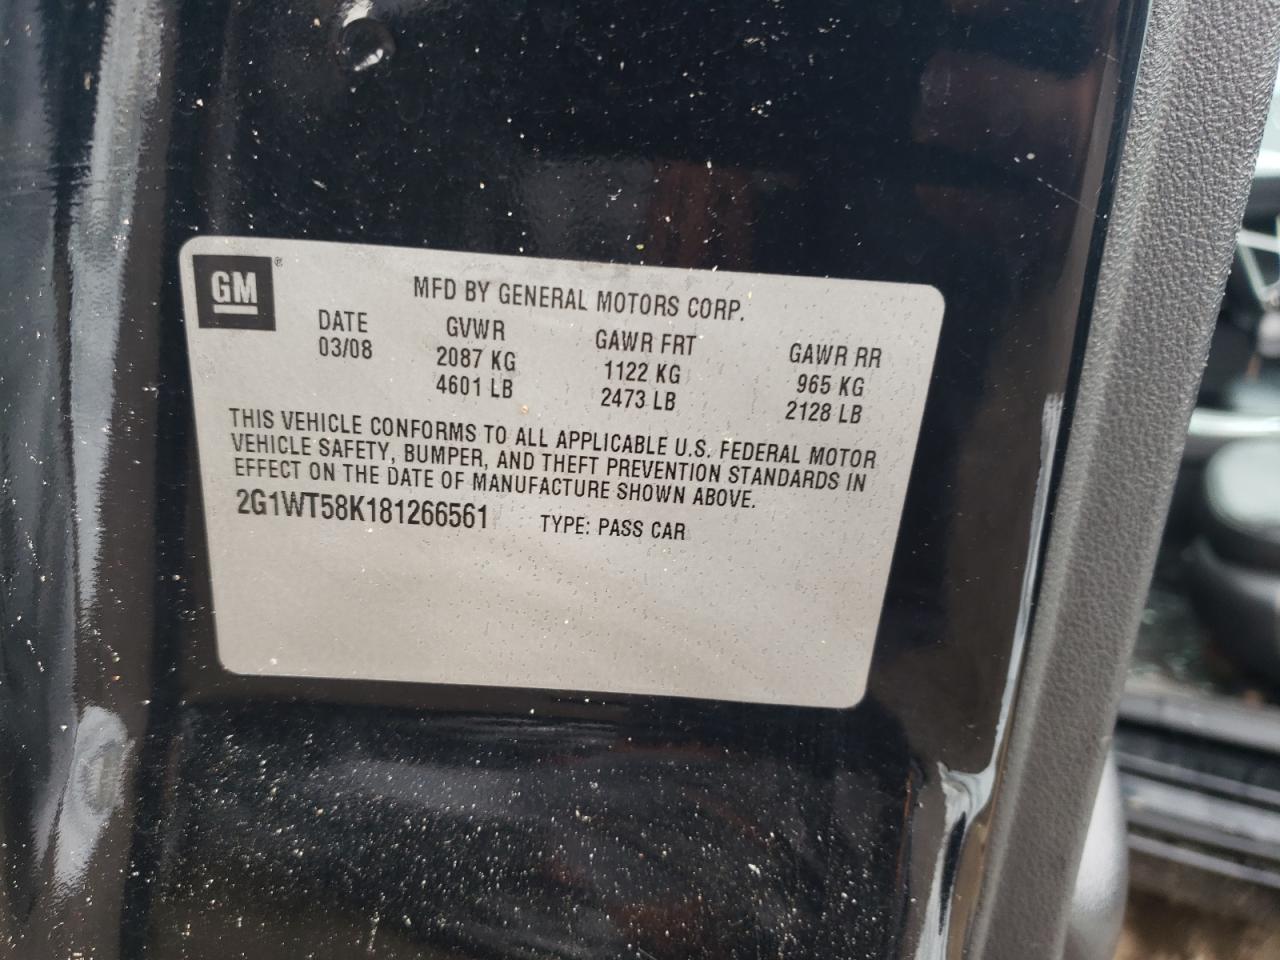 GM ®
MFD BY GENERAL MOTORS CORP.
DATE GVWR GAWR FRT GAWR RR
03/08 2087 KG 1122 KG 965 KG
4601 LB 2473 LB 2128 LB
THIS VEHICLE CONFORMS TO ALL APPLICABLE U.S. FEDERAL MOTOR
VEHICLE SAFETY, BUMPER, AND THEFT PREVENTION STANDARDS IN
EFFECT ON THE DATE OF MANUFACTURE SHOWN ABOVE.
2G1WT58K181266561 TYPE: PASS CAR